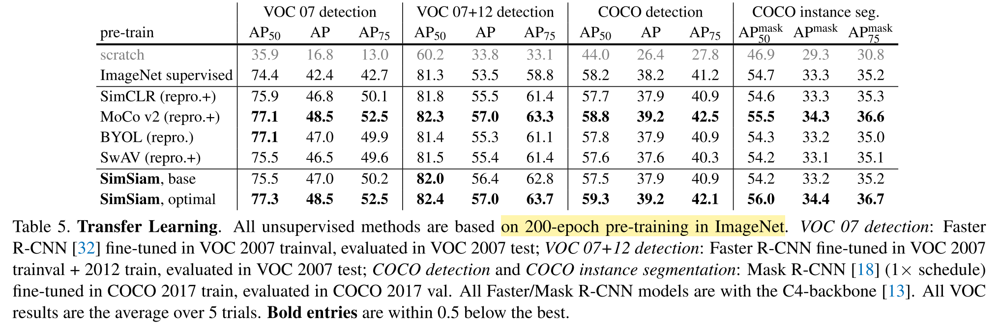 VOC 07 detection VOC 07+12 detection COCO detection COCO instance seg.
pre-train AP50 AP AP75 AP50 AP AP75 AP50 AP AP75 AP50mask APmask AP75mask
scratch 35.9 16.8 13.0 60.2 33.8 33.1 44.0 26.4 27.8 46.9 29.3 30.8
ImageNet supervised 74.4 42.4 42.7 81.3 53.5 58.8 58.2 38.2 41.2 54.7 33.3 35.2
SimCLR (repro.+) 75.9 46.8 50.1 81.8 55.5 61.4 57.7 37.9 40.9 54.6 33.3 35.3
MoCo v2 (repro.+) 77.1 48.5 52.5 82.3 57.0 63.3 58.8 39.2 42.5 55.5 34.3 36.6
BYOL (repro.) 77.1 47.0 49.9 81.4 55.3 61.1 57.8 37.9 40.9 54.3 33.2 35.0
SwAV (repro.+) 75.5 46.5 49.6 81.5 55.4 61.4 57.6 37.6 40.3 54.2 33.1 35.1
SimSiam, base 75.5 47.0 50.2 82.0 56.4 62.8 57.5 37.9 40.9 54.2 33.2 35.2
SimSiam, optimal 77.3 48.5 52.5 82.4 57.0 63.7 59.3 39.2 42.1 56.0 34.4 36.7
Table 5. Transfer Learning. All unsupervised methods are based on 200-epoch pre-training in ImageNet. VOC 07 detection: Faster
R-CNN [32] fine-tuned in VOC 2007 trainval, evaluated in VOC 2007 test; VOC 07+12 detection: Faster R-CNN fine-tuned in VOC 2007
trainval + 2012 train, evaluated in VOC 2007 test; COCO detection and COCO instance segmentation: Mask R-CNN [18] (1× schedule)
fine-tuned in COCO 2017 train, evaluated in COCO 2017 val. All Faster/Mask R-CNN models are with the C4-backbone [13]. All VOC
results are the average over 5 trials. Bold entries are within 0.5 below the best.